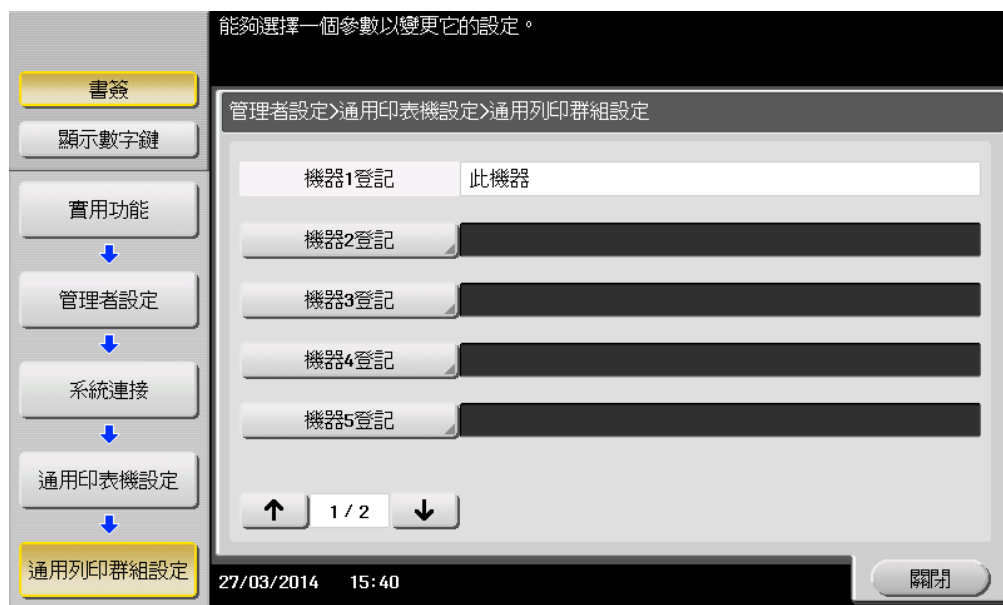 能夠選擇一個參數以變更它的設定。
書簽
顯示數字鍵
實用功能
管理者設定
系統連接
通用印表機設定
通用列印群組設定
管理者設定>通用印表機設定>通用列印群組設定
機器1登記 此機器
機器2登記
機器3登記
機器4登記
機器5登記
↑ 1 / 2 ↓
27/03/2014 15:40
關閉